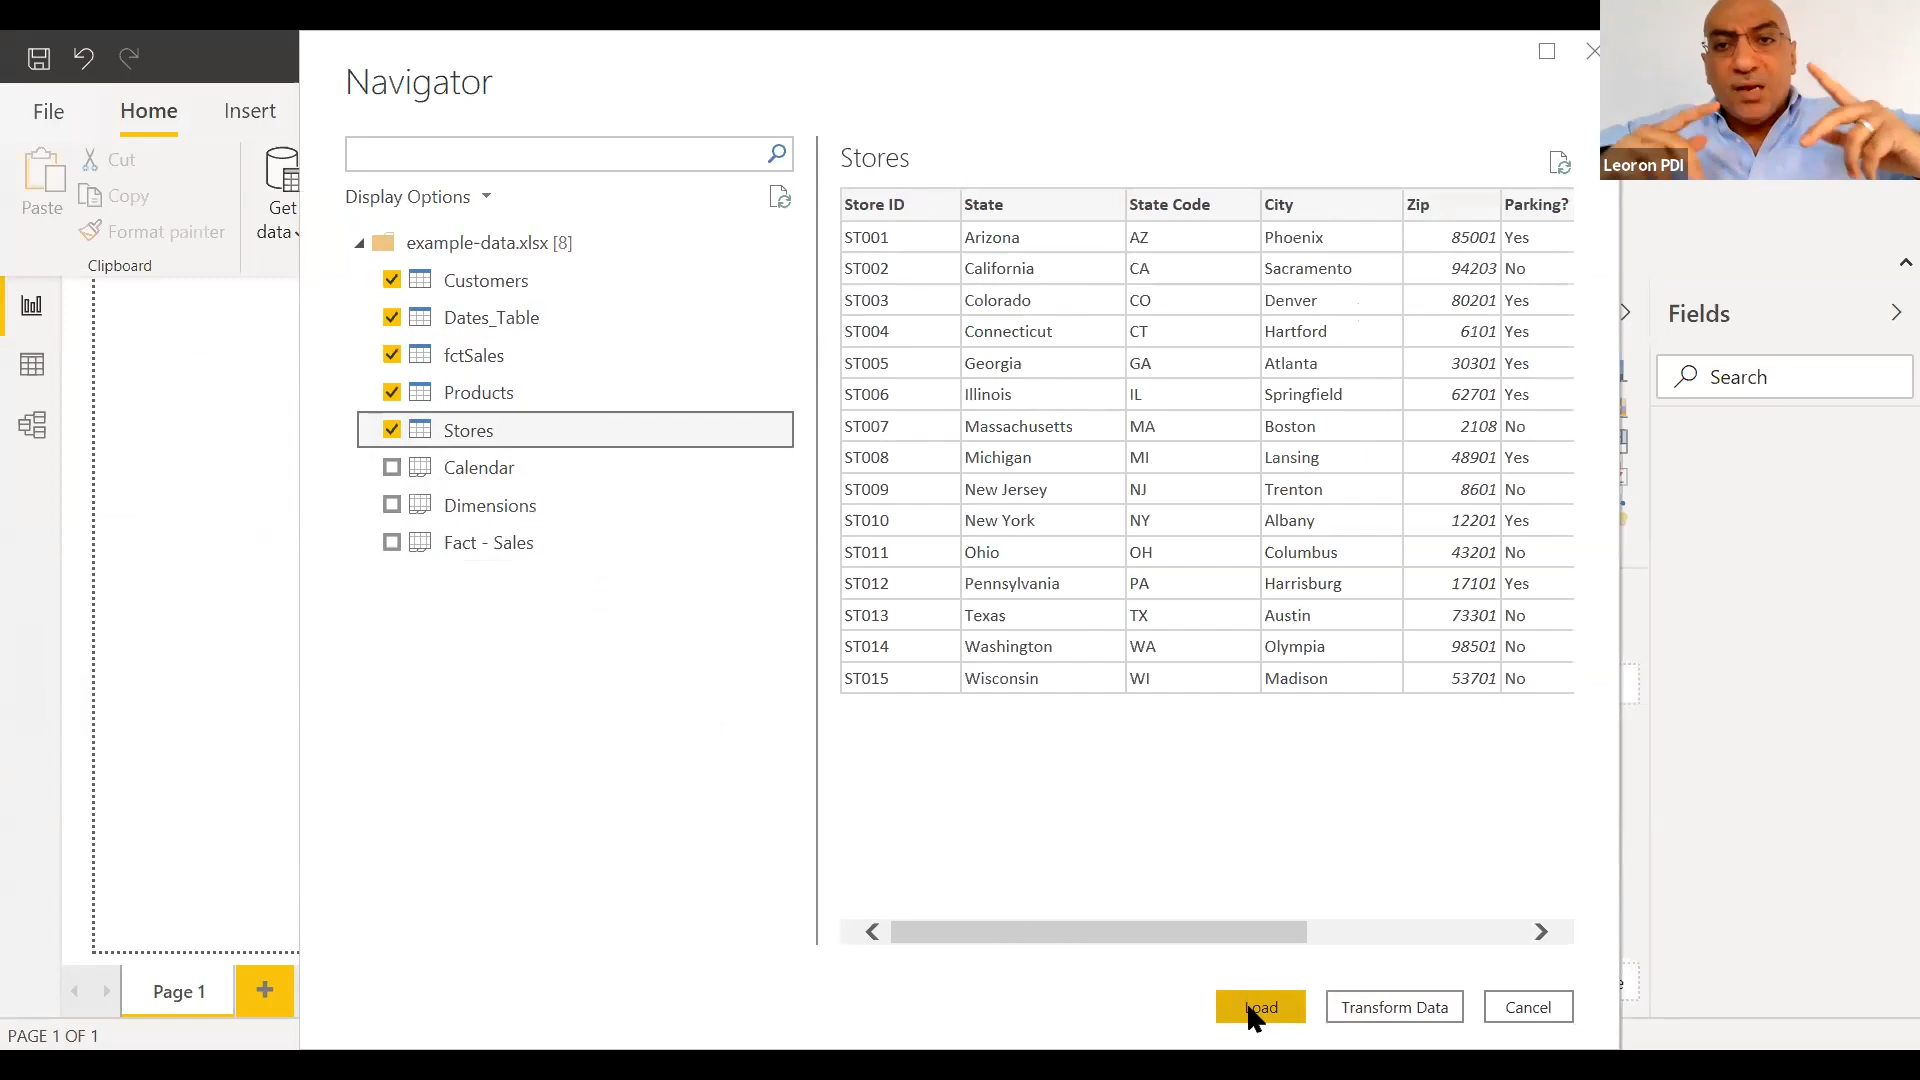 Navigator
File
Home
Insert
Paste
Cut
Copy
Format painter
Clipboard
Get
data
Display Options
example-data.xlsx [8]
Customers
Dates_Table
fctSales
Products
Stores
Calendar
Dimensions
Fact - Sales
Stores
Store ID State State Code City Zip Parking?
ST001 Arizona AZ Phoenix 85001 Yes
ST002 California CA Sacramento 94203 No
ST003 Colorado CO Denver 80201 Yes
ST004 Connecticut CT Hartford 6101 Yes
ST005 Georgia GA Atlanta 30301 Yes
ST006 Illinois IL Springfield 62701 Yes
ST007 Massachusetts MA Boston 2108 No
ST008 Michigan MI Lansing 48901 Yes
ST009 New Jersey NJ Trenton 8601 No
ST010 New York NY Albany 12201 Yes
ST011 Ohio OH Columbus 43201 No
ST012 Pennsylvania PA Harrisburg 17101 Yes
ST013 Texas TX Austin 73301 No
ST014 Washington WA Olympia 98501 No
ST015 Wisconsin WI Madison 53701 No
Load Transform Data Cancel
Leoron PDI
Fields
Search
Page 1
PAGE 1 OF 1